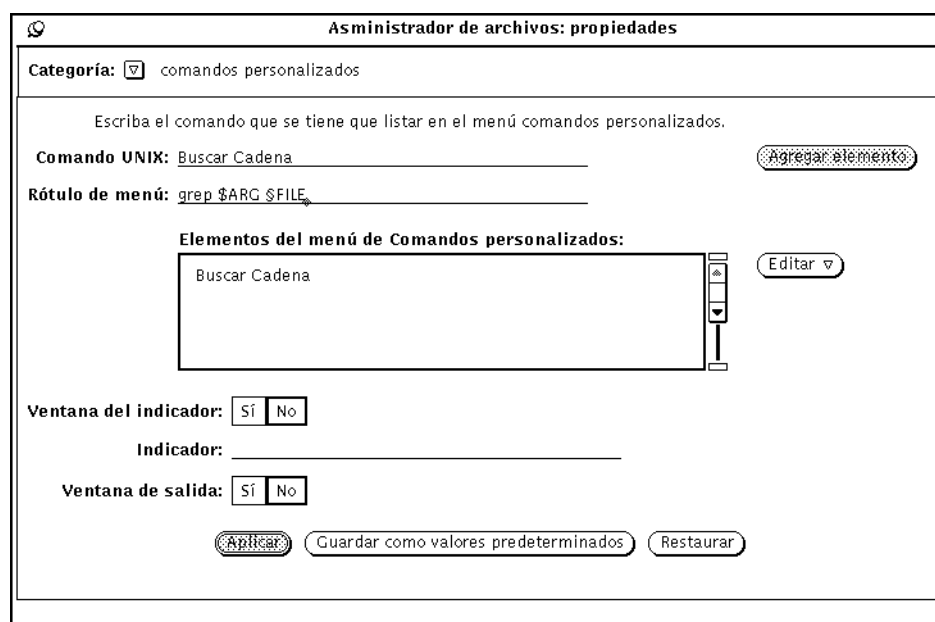 Asministrador de archivos: propiedades
Categoría: comandos personalizados
Escriba el comando que se tiene que listar en el menú comandos personalizados.
Comando UNIX: Buscar Cadena Agregar elemento
Rótulo de menú: grep $ARG $FILE
Elementos del menú de Comandos personalizados:
Buscar Cadena Editar
Ventana del indicador: Sí No
Indicador:
Ventana de salida: Sí No
Aplicar Guardar como valores predeterminados Restaurar